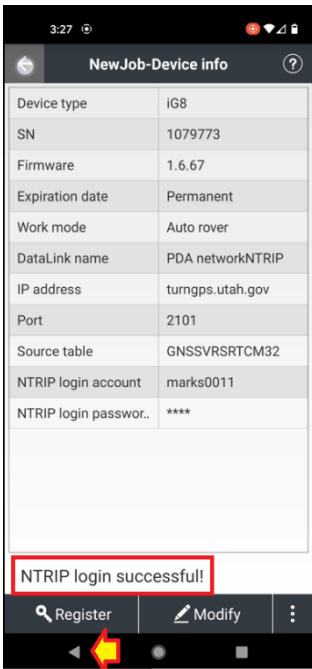 3:27
NewJob-Device info
?
Device type iG8
SN 1079773
Firmware 1.6.67
Expiration date Permanent
Work mode Auto rover
DataLink name PDA networkNTRIP
IP address turngps.utah.gov
Port 2101
Source table GNSSVRSRTCM32
NTRIP login account marks0011
NTRIP login passwor.. ****
NTRIP login successful!
Register Modify